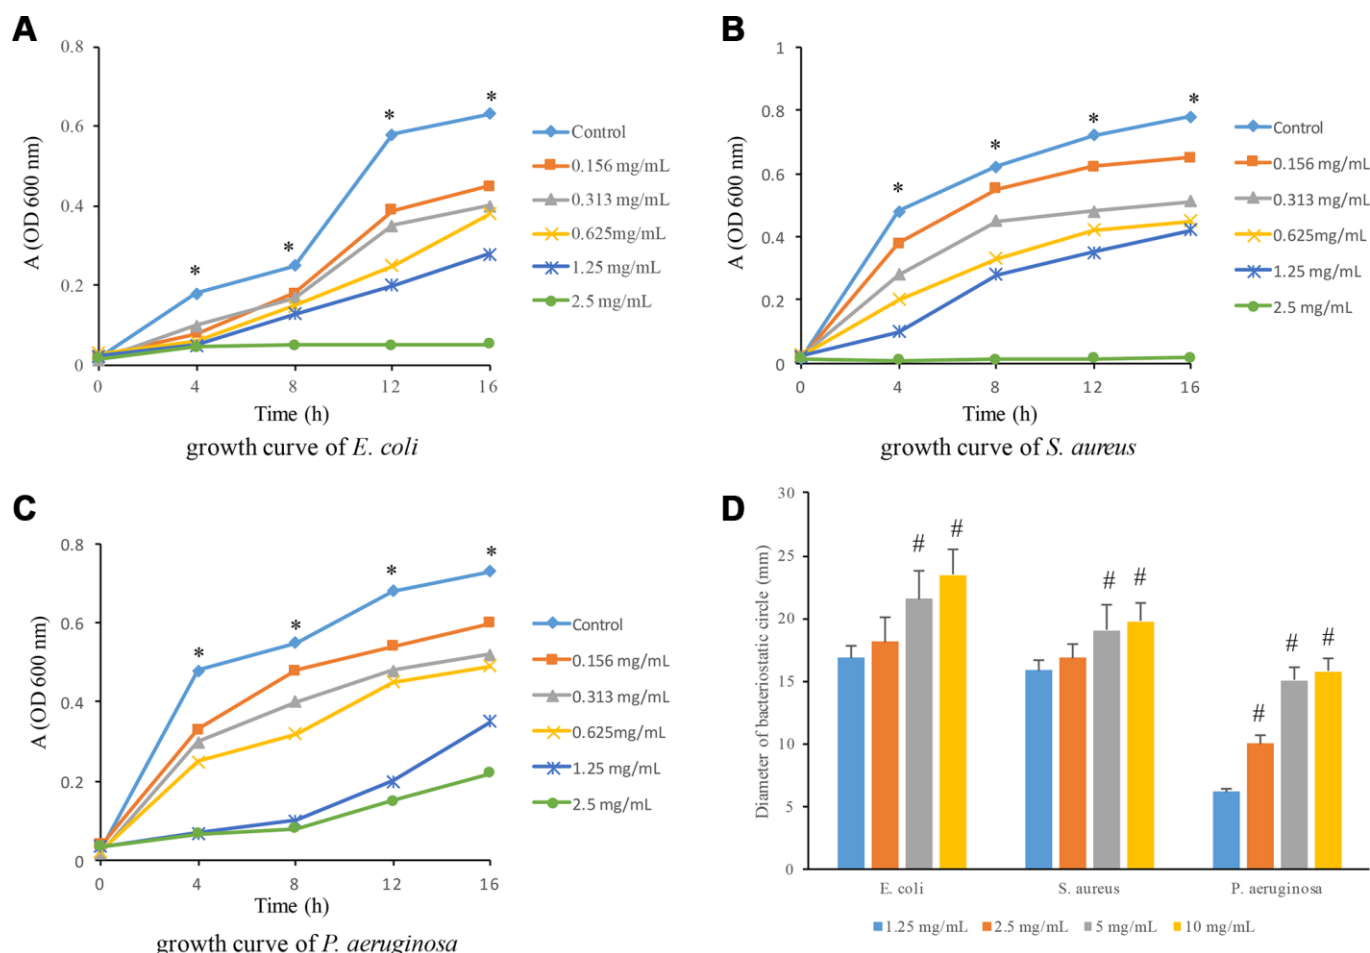 A
0.8
0.6
0.4
0.2
0
A (OD 600 nm)
0 4 8 12 16
Time (h)
* * * * *
Control
0.156 mg/mL
0.313 mg/mL
0.625mg/mL
1.25 mg/mL
2.5 mg/mL
growth curve of E. coli
B
1
0.8
0.6
0.4
0.2
0
A (OD 600 nm)
0 4 8 12 16
Time (h)
* * * *
Control
0.156 mg/mL
0.313 mg/mL
0.625mg/mL
1.25 mg/mL
2.5 mg/mL
growth curve of S. aureus
C
0.8
0.6
0.4
0.2
0
A (OD 600 nm)
0 4 8 12 16
Time (h)
* * * *
Control
0.156 mg/mL
0.313 mg/mL
0.625mg/mL
1.25 mg/mL
2.5 mg/mL
growth curve of P. aeruginosa
D
30
25
20
15
10
5
0
Diameter of bacteriostatic circle (mm)
# # # # # # #
E. coli S. aureus P. aeruginosa
1.25 mg/mL 2.5 mg/mL 5 mg/mL 10 mg/mL